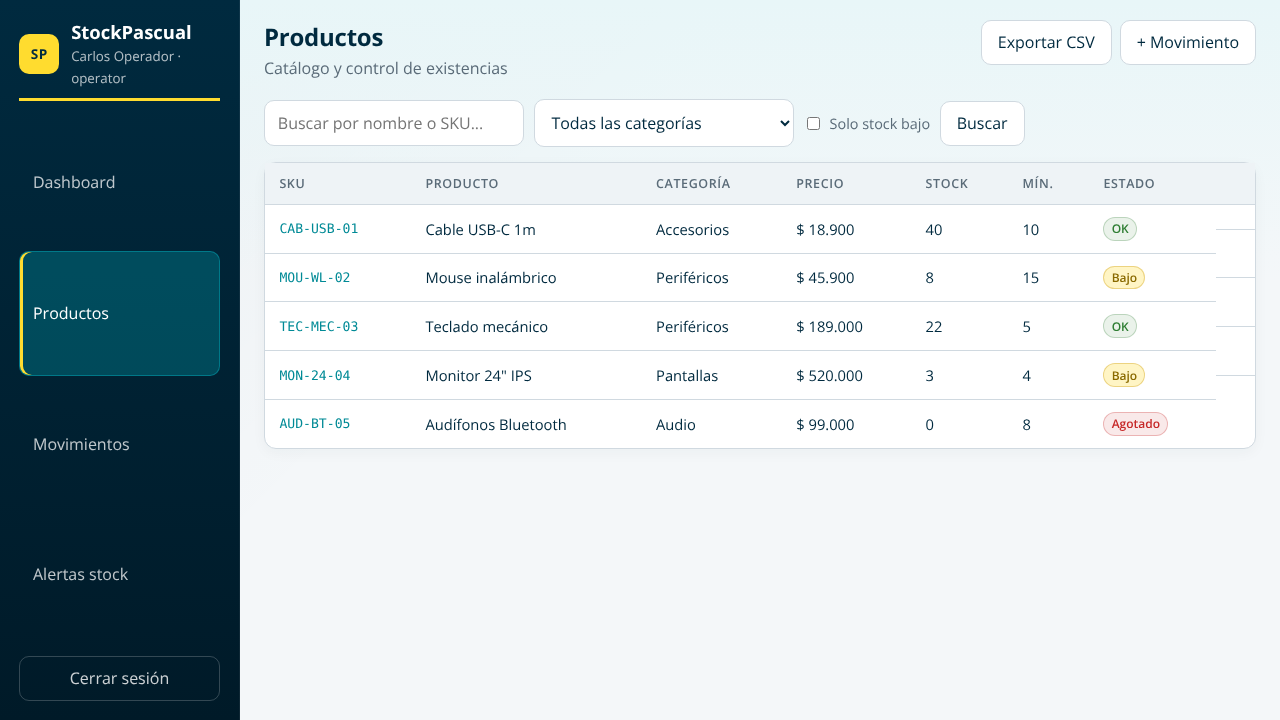 SP
StockPascual
Carlos Operador ·
operator
Dashboard
Productos
Movimientos
Alertas stock
Cerrar sesión
Productos
Catálogo y control de existencias
Exportar CSV
+ Movimiento
Buscar por nombre o SKU...
Todas las categorías
Solo stock bajo
Buscar
SKU PRODUCTO CATEGORÍA PRECIO STOCK MÍN. ESTADO
CAB-USB-01 Cable USB-C 1m Accesorios $ 18.900 40 10 OK
MOU-WL-02 Mouse inalámbrico Periféricos $ 45.900 8 15 Bajo
TEC-MEC-03 Teclado mecánico Periféricos $ 189.000 22 5 OK
MON-24-04 Monitor 24" IPS Pantallas $ 520.000 3 4 Bajo
AUD-BT-05 Audífonos Bluetooth Audio $ 99.000 0 8 Agotado